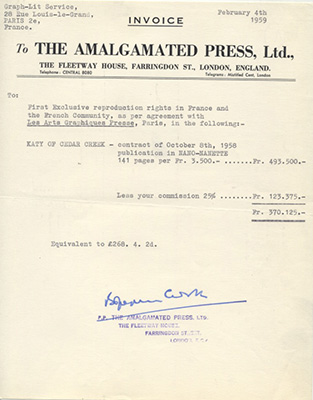 Graph-Lit Service,
28 Rue Louis-le-Grand,
PARIS 2e,
France.
INVOICE
February 4th
1959
To THE AMALGAMATED PRESS, Ltd.,
THE FLEETWAY HOUSE, FARRINGDON ST., LONDON, ENGLAND.
Telephone - CENTRAL 8080
Telegrams - London
To:
First Exclusive reproduction rights in France and
the French Community, as per agreement with
Les Arts Graphiques Presse, Paris, in the following:-
KATY OF CEDAR CREEK - contract of October 8th, 1958
publication in NANO-NANETTE
141 pages per Fr. 3.500.--- Fr. 493.500---
Less your commission 25% --- Fr. 123.375.---
Fr. 370.125.---
Equivalent to £268. 4. 2d.
P.P. THE AMALGAMATED PRESS, Ltd.
THE FLEETWAY HOUSE,
FARRINGDON ST.
LONDON